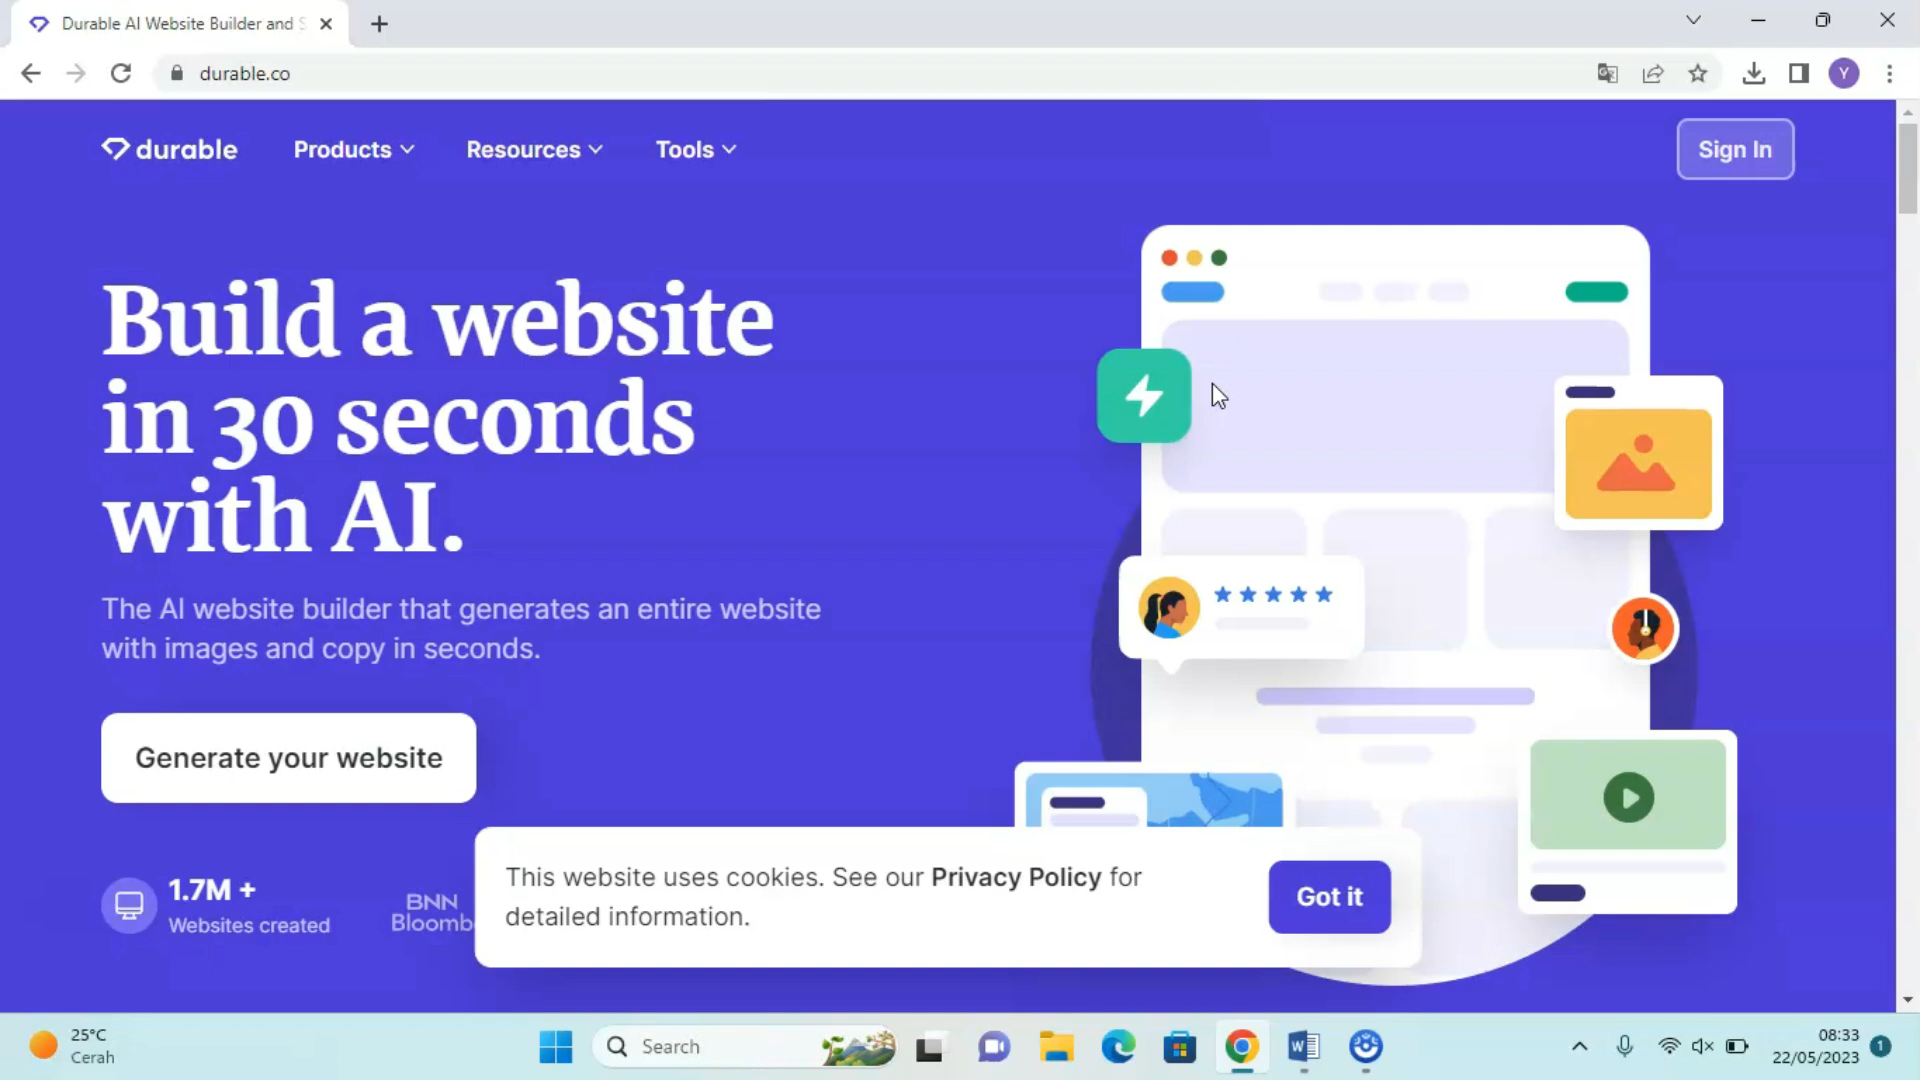 Durable AI Website Builder and S
durable.co
Y
durable
Products
Resources
Tools
Sign In
Build a website
in 30 seconds
with AI.
The AI website builder that generates an entire website
with images and copy in seconds.
Generate your website
1.7M +
Websites created
BNN
Bloomb
This website uses cookies. See our Privacy Policy for
detailed information.
Got it
25°C
Cerah
Search
W
08:33
22/05/2023
1